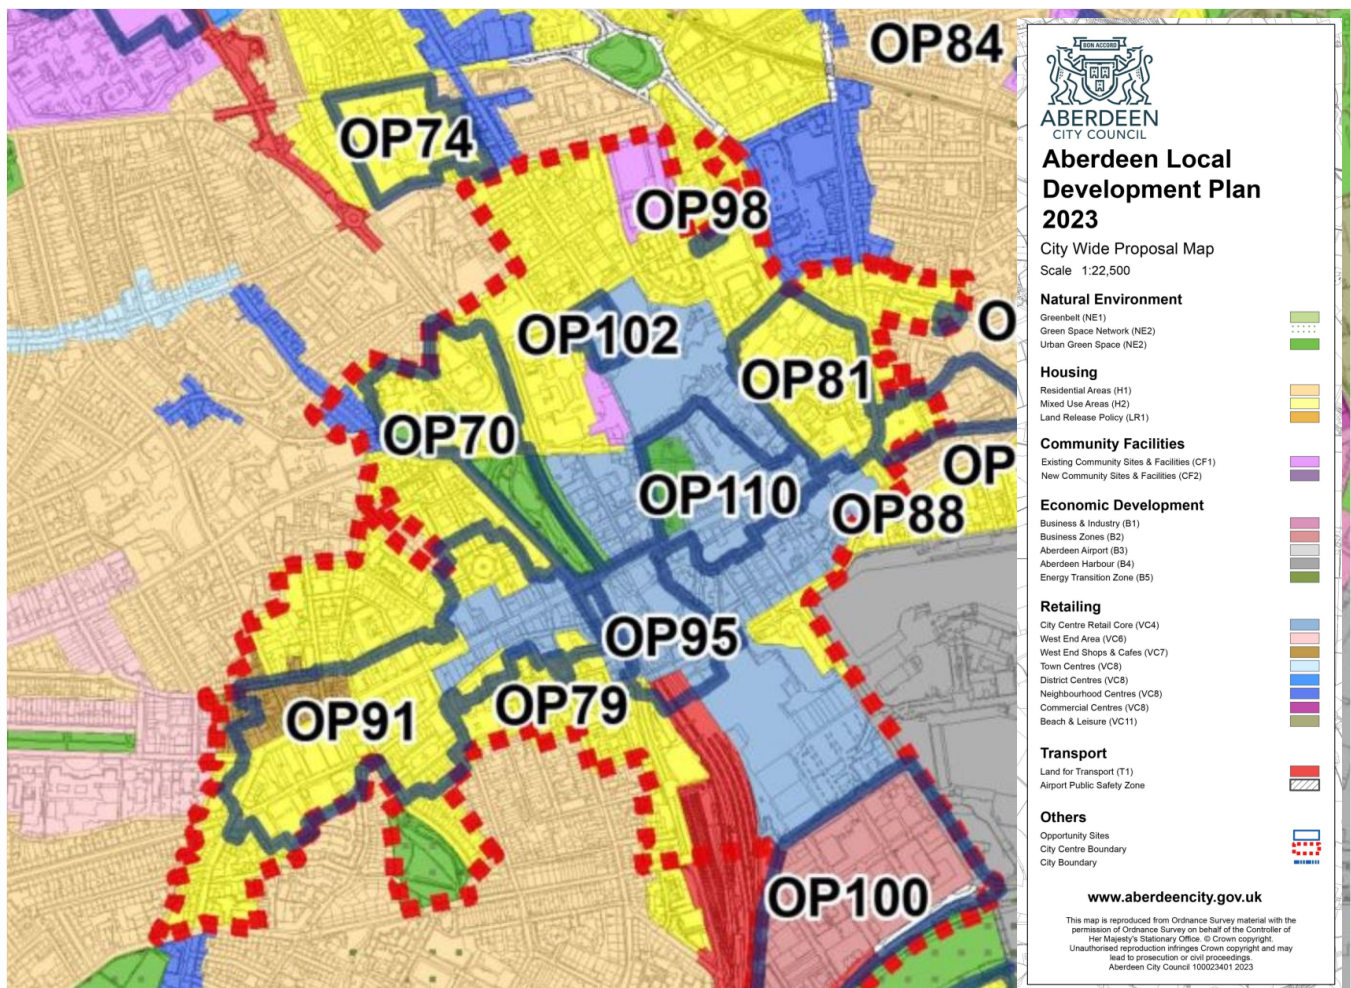 OP84
OP74
OP98
OP102
O
OP81
OP70
OP
OP110
OP88
OP95
OP79
OP91
OP100
BON ACCORD
ABERDEEN
CITY COUNCIL
Aberdeen Local
Development Plan
2023
City Wide Proposal Map
Scale 1:22,500
Natural Environment
Greenbelt (NE1)
Green Space Network (NE2)
Urban Green Space (NE2)
Housing
Residential Areas (H1)
Mixed Use Areas (H2)
Land Release Policy (LR1)
Community Facilities
Existing Community Sites & Facilities (CF1)
New Community Sites & Facilities (CF2)
Economic Development
Business & Industry (B1)
Business Zones (B2)
Aberdeen Airport (B3)
Aberdeen Harbour (B4)
Energy Transition Zone (B5)
Retailing
City Centre Retail Core (VC4)
West End Area (VC6)
West End Shops & Cafes (VC7)
Town Centres (VC8)
District Centres (VC8)
Neighbourhood Centres (VC8)
Commercial Centres (VC8)
Beach & Leisure (VC11)
Transport
Land for Transport (T1)
Airport Public Safety Zone
Others
Opportunity Sites
City Centre Boundary
City Boundary
www.aberdeencity.gov.uk
This map is reproduced from Ordnance Survey material with the
permission of Ordnance Survey on behalf of the Controller of
Her Majesty's Stationary Office. © Crown copyright.
Unauthorised reproduction infringes Crown copyright and may
lead to prosecution or civil proceedings.
Aberdeen City Council 100023401 2023